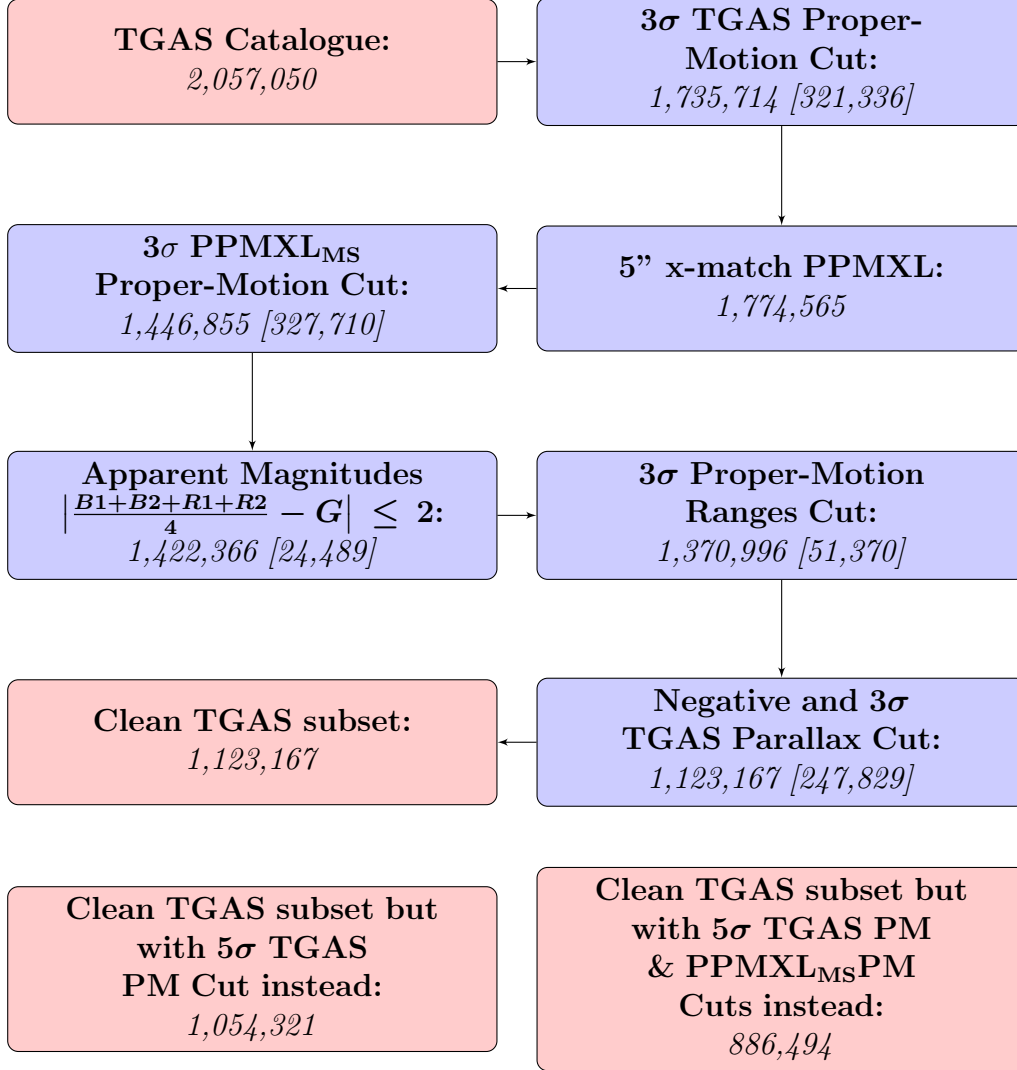 TGAS Catalogue:
2,057,050
3σ TGAS Proper-
Motion Cut:
1,735,714 [321,336]
5” x-match PPMXL:
1,774,565
3σ PPMXL_MS
Proper-Motion Cut:
1,446,855 [327,710]
Apparent Magnitudes
|(B1+B2+R1+R2)/4 − G| ≤ 2:
1,422,366 [24,489]
3σ Proper-Motion
Ranges Cut:
1,370,996 [51,370]
Negative and 3σ
TGAS Parallax Cut:
1,123,167 [247,829]
Clean TGAS subset:
1,123,167
Clean TGAS subset but
with 5σ TGAS
PM Cut instead:
1,054,321
Clean TGAS subset but
with 5σ TGAS PM
& PPMXL_MSPM
Cuts instead:
886,494